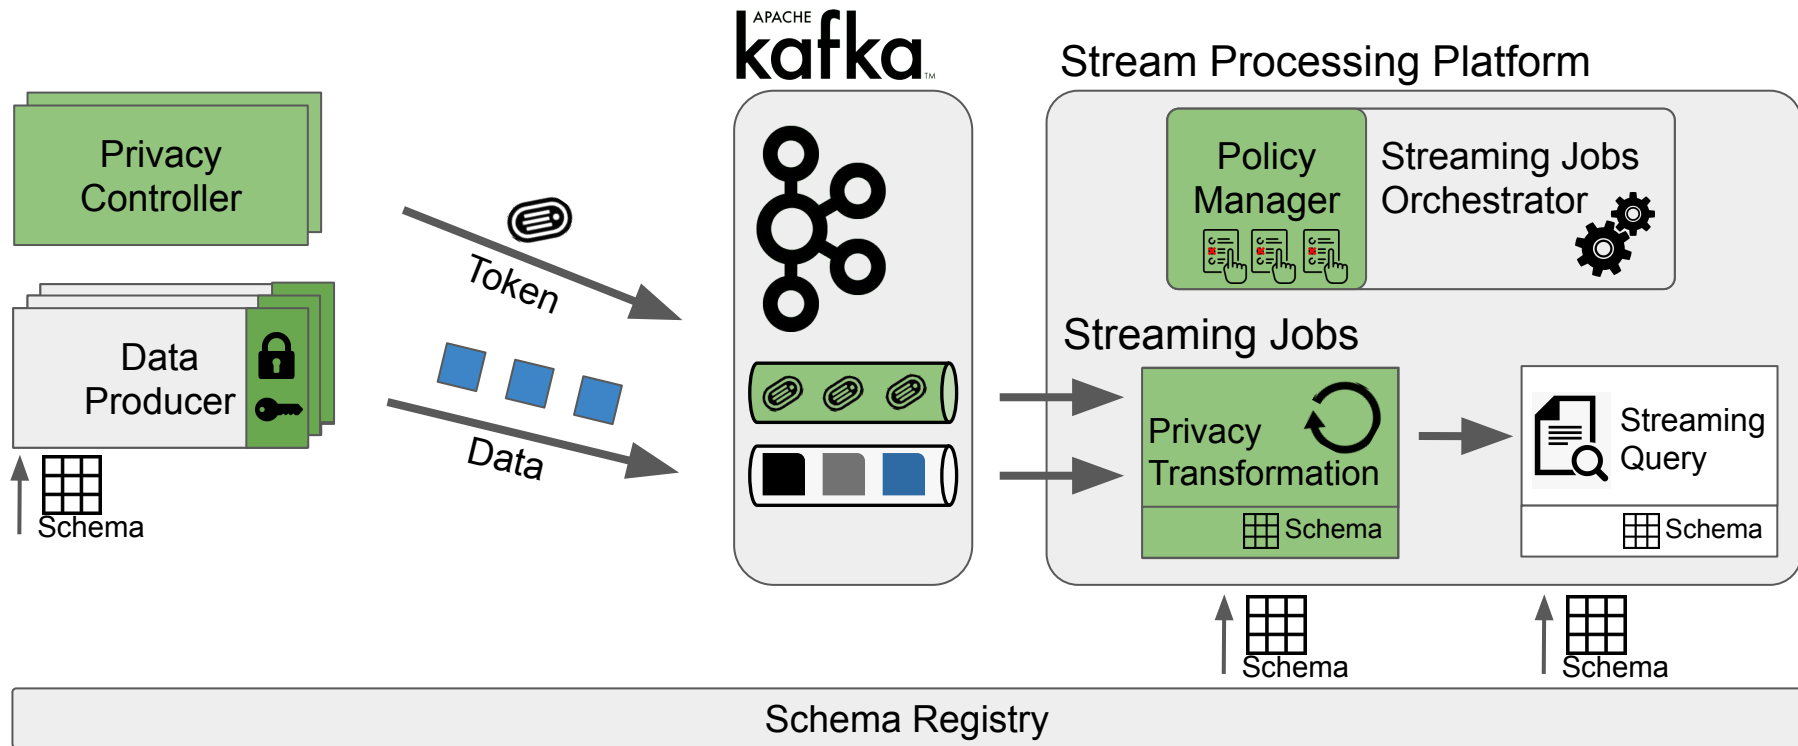 APACHE
kafka™
Stream Processing Platform
Privacy
Controller
Policy
Manager
Streaming Jobs
Orchestrator
Token
Streaming Jobs
Data
Producer
Data
Privacy
Transformation
Streaming
Query
Schema
Schema
Schema
Schema
Schema
Schema Registry